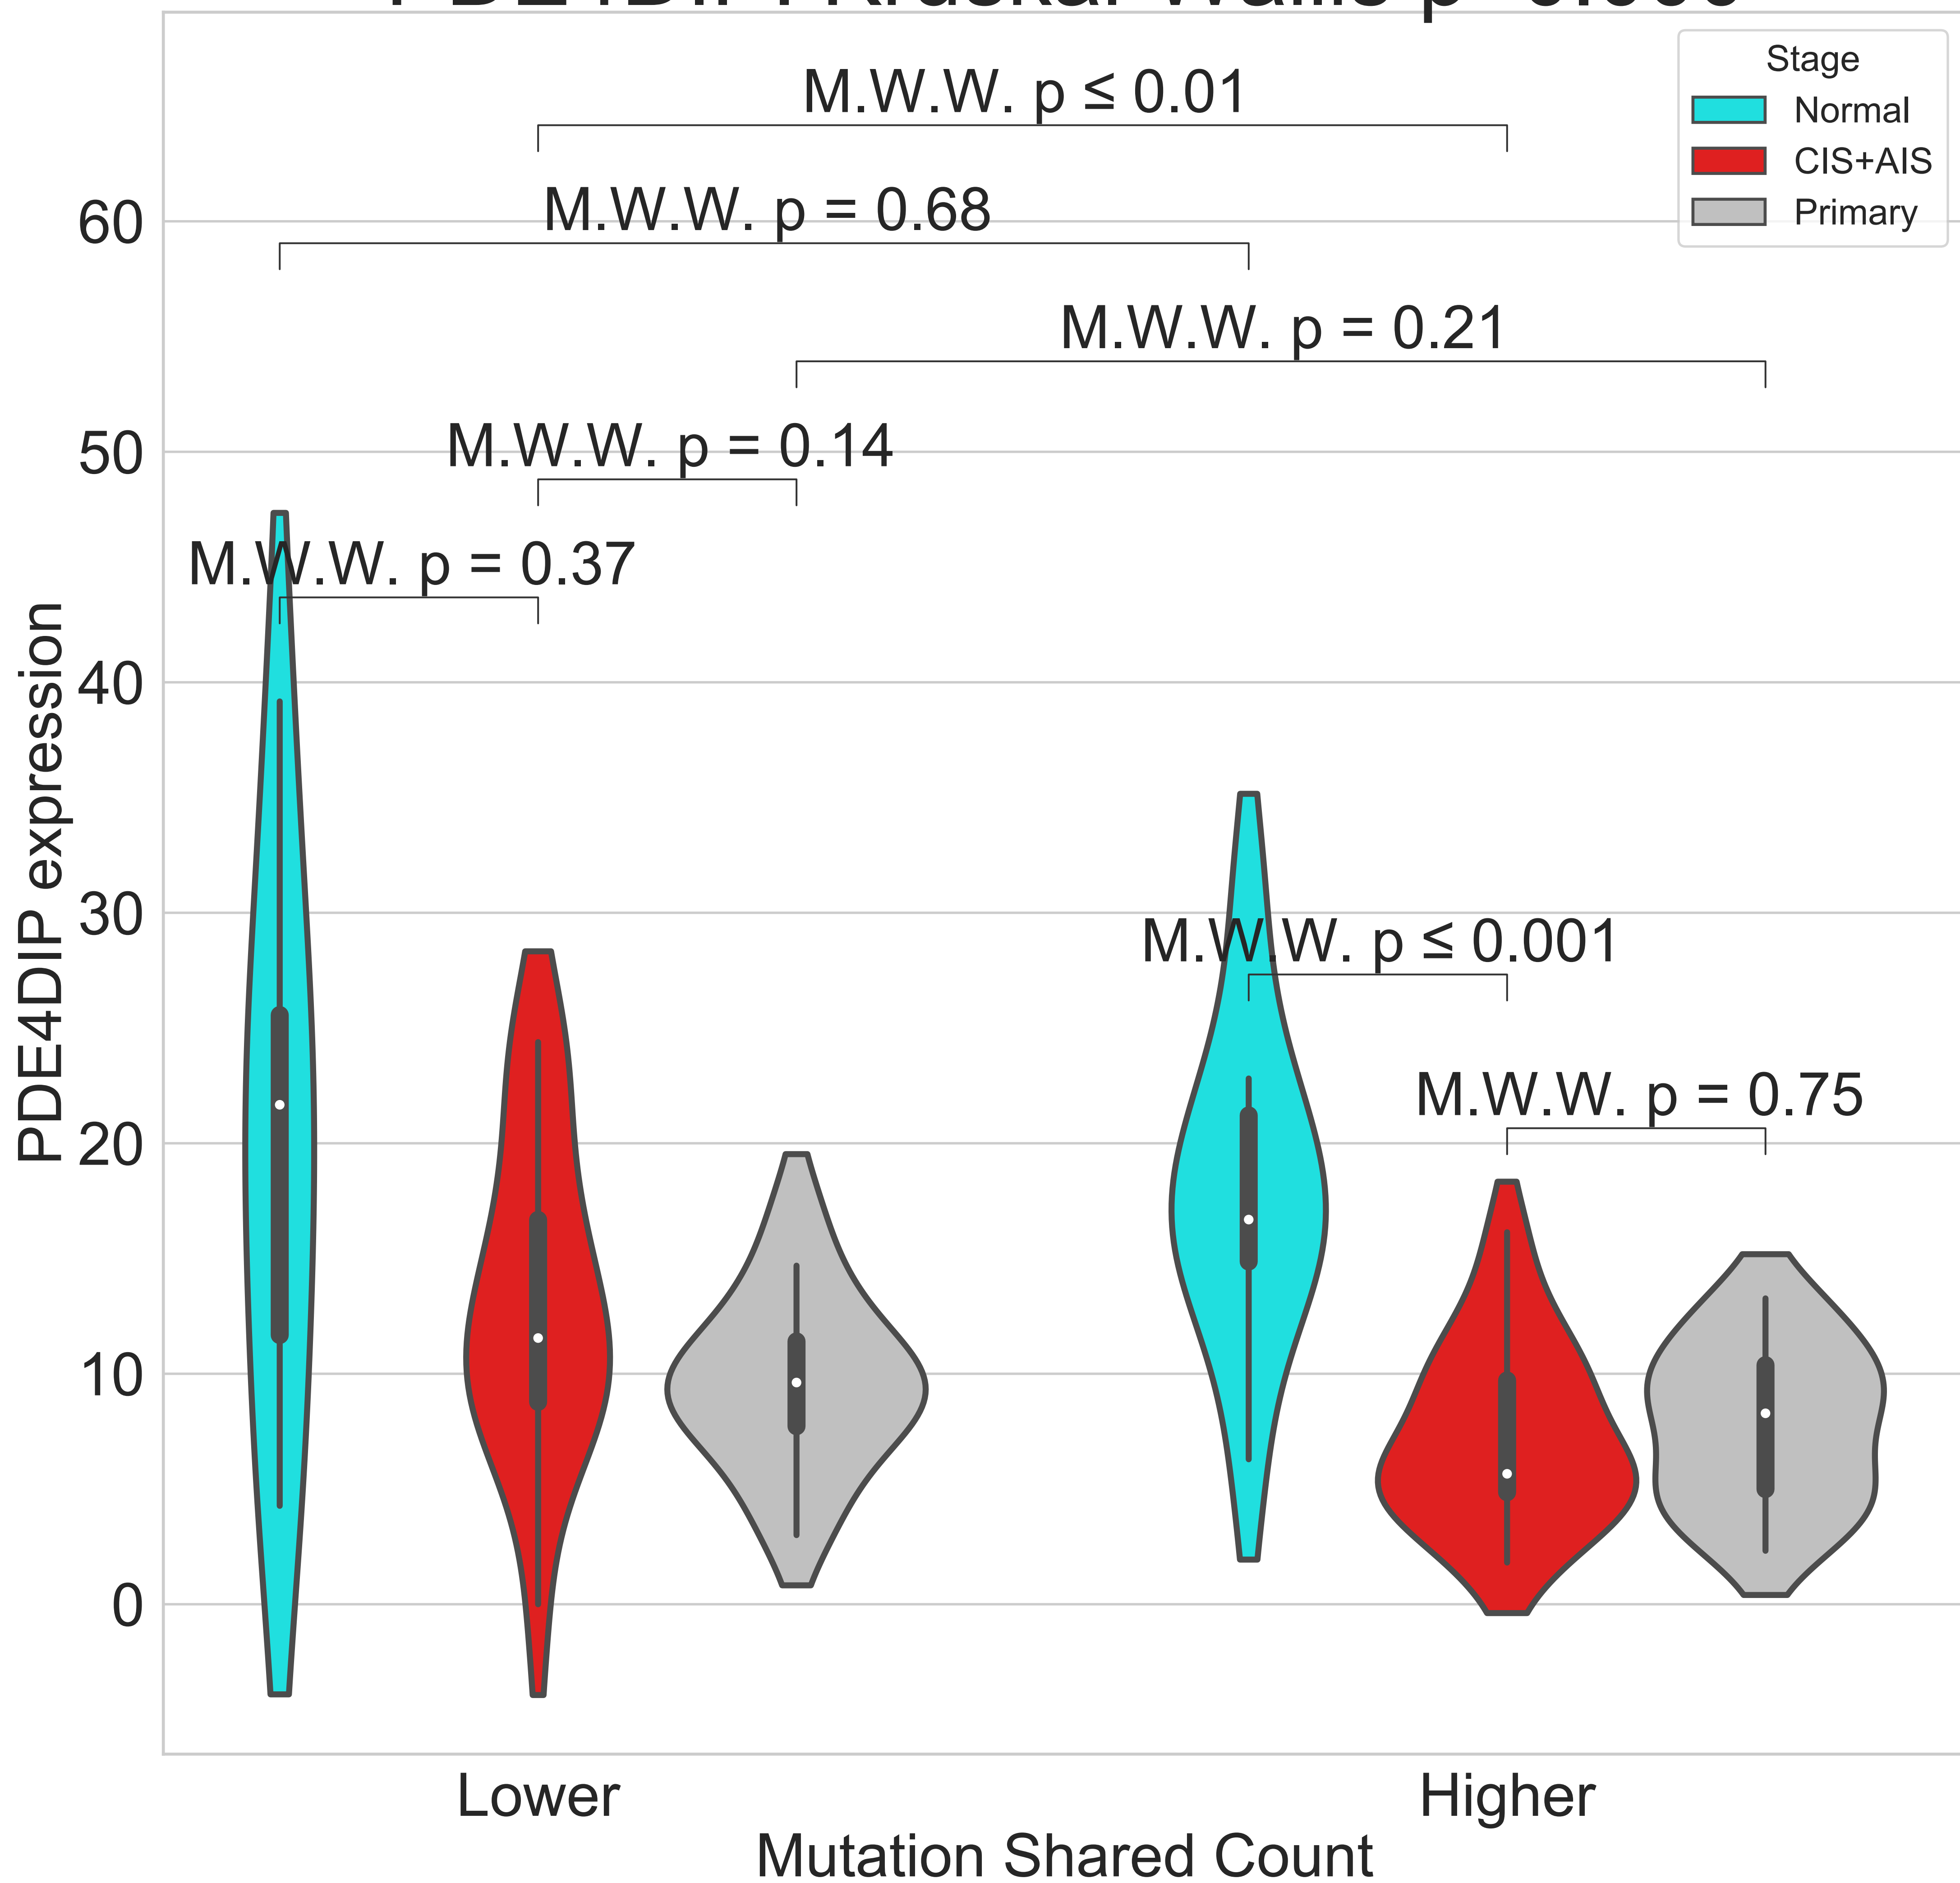 Stage
Normal
CIS+AIS
Primary
M.W.W. p ≤ 0.01
M.W.W. p = 0.68
M.W.W. p = 0.21
M.W.W. p = 0.14
M.W.W. p = 0.37
M.W.W. p ≤ 0.001
M.W.W. p = 0.75
PDE4DIP expression
60
50
40
30
20
10
0
Lower
Higher
Mutation Shared Count